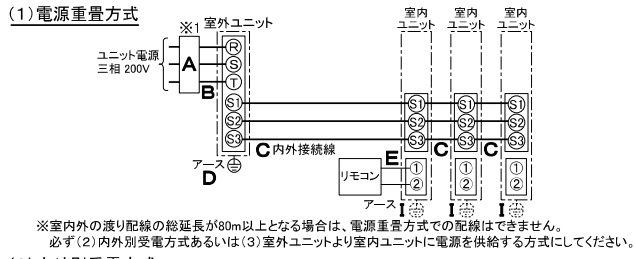 (1)電源重畳方式
※1
室外ユニット
室内
ユニット
室内
ユニット
室内
ユニット
ユニット電源
三相 200V
A
B
R
S
T
S1
S2
S3
S1
S2
S3
S1
S2
S3
S1
S2
S3
C 内外接続線
C
C
アース
D
リモコン
E
①
②
①
②
①
②
アース I
I
I
※室内外の渡り配線の総延長が80m以上となる場合は、電源重畳方式での配線はできません。
必ず(2)内外別受電方式あるいは(3)室外ユニットより室内ユニットに電源を供給する方式にしてください。